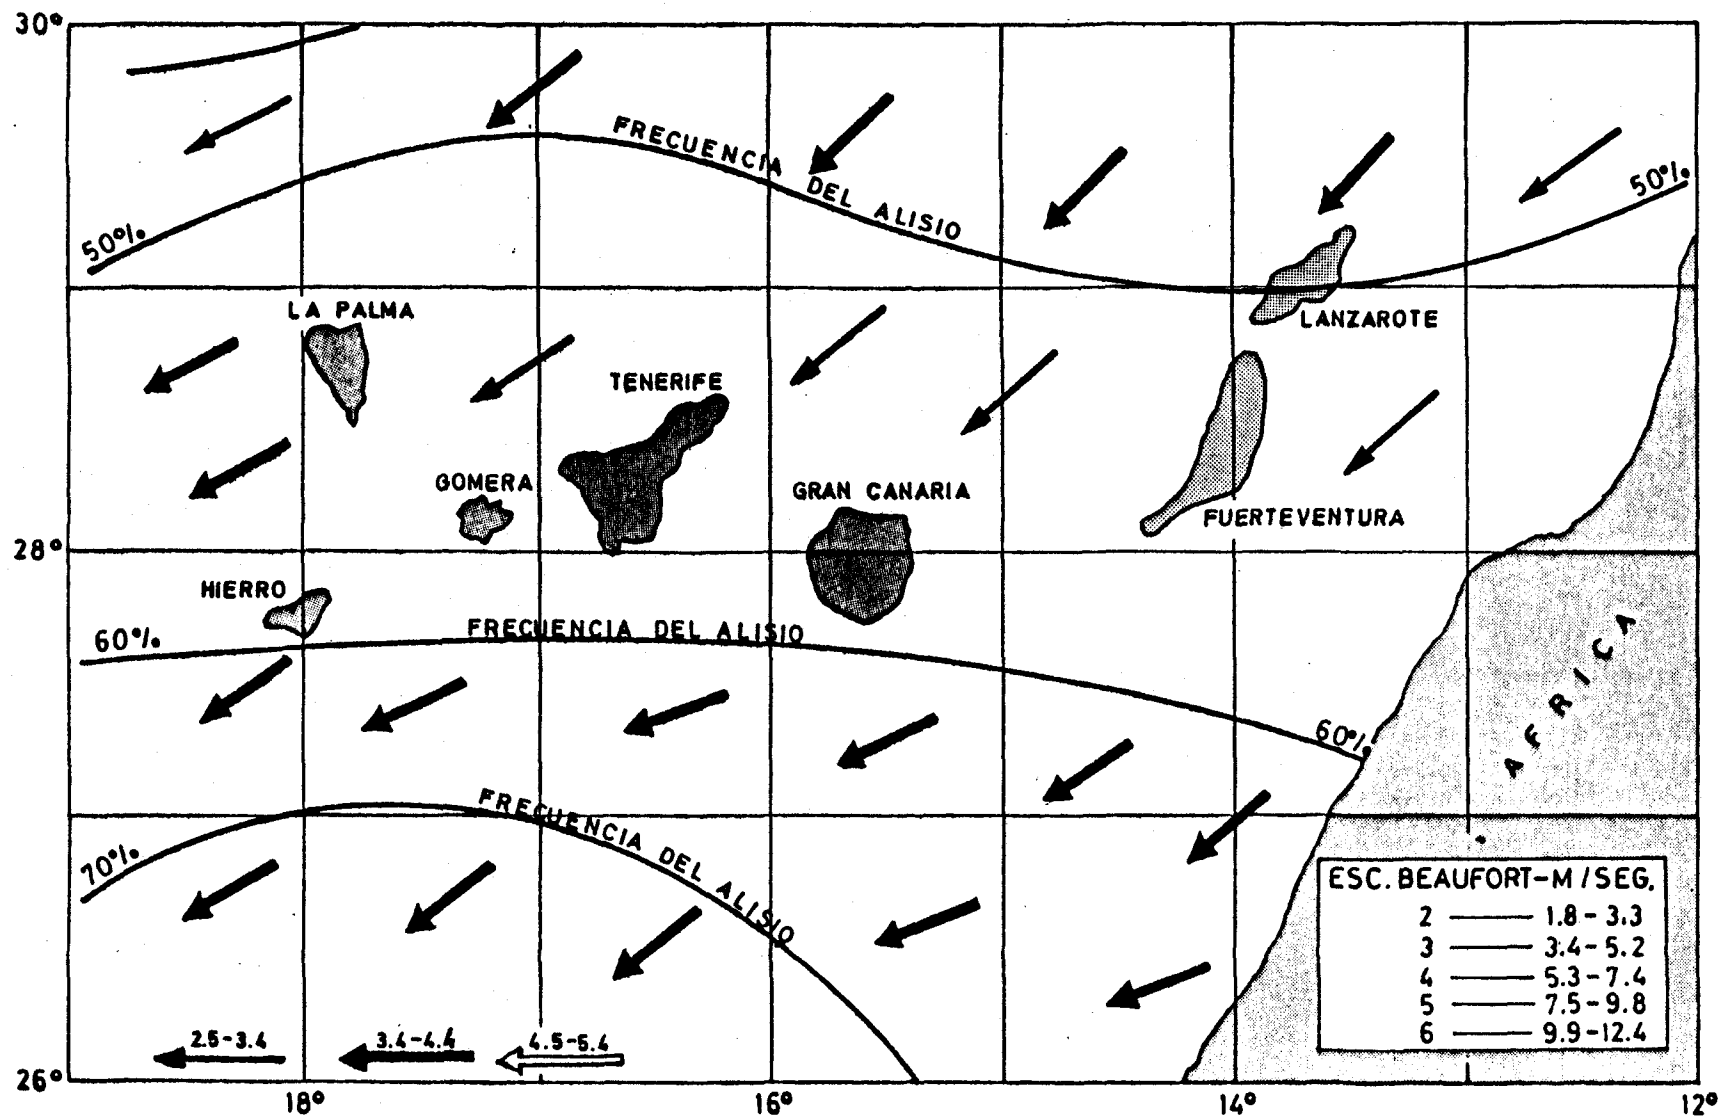 30°
FRECUENCIA DEL ALISIO
50%
50%
LA PALMA
LANZAROTE
TENERIFE
GOMERA
GRAN CANARIA
FUERTEVENTURA
28°
HIERRO
60%
FRECUENCIA DEL ALISIO
AFRICA
60%
FRECUENCIA DEL ALISIO
70%
ESC. BEAUFORT-M/SEG.
2 1.8-3.3
3 3.4-5.2
4 5.3-7.4
5 7.5-9.8
6 9.9-12.4
2.5-3.4
3.4-4.4
4.5-5.4
26°
18°
16°
14°
12°